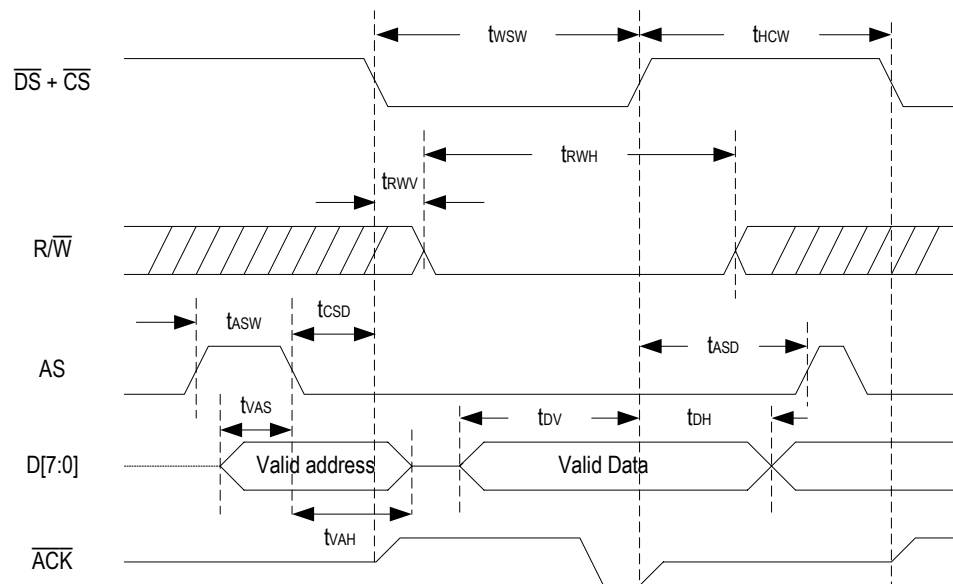 tWSW tHCW
DS + CS
tRWH
tRWV
R/W
tASW tCSD
tASD
AS
tVAS
tDV tDH
D[7:0] Valid address Valid Data
tVAH
ACK